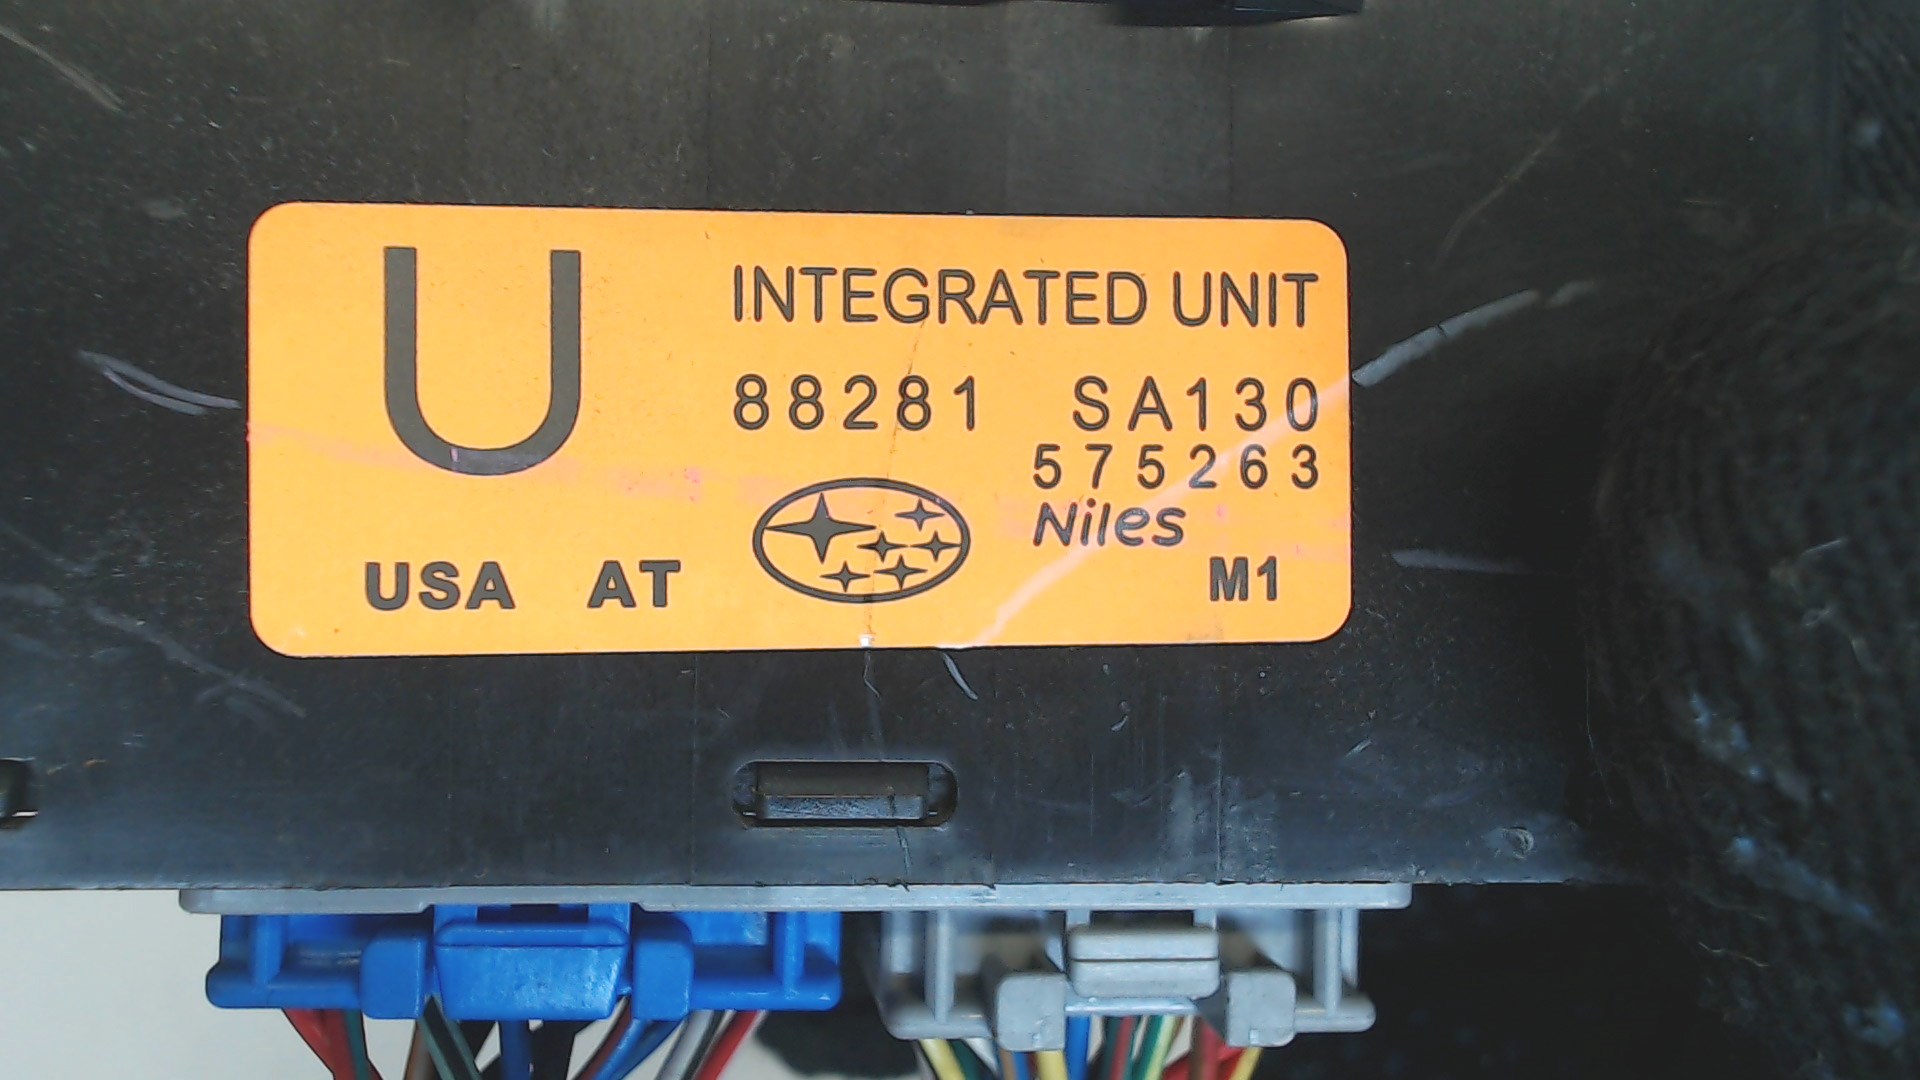 U
INTEGRATED UNIT
88281 SA130
575263
Niles
USA AT
M1